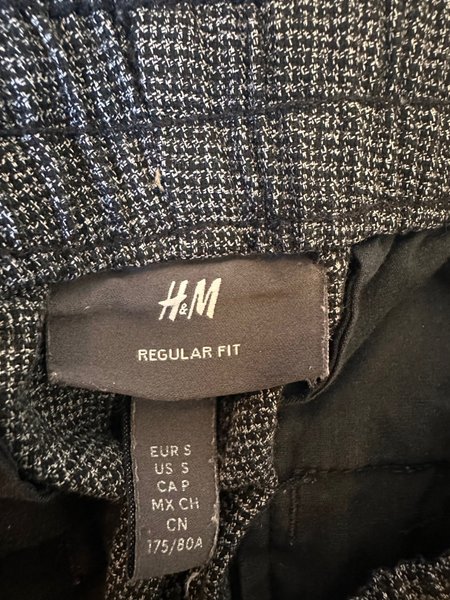 H&M
REGULAR FIT
EUR S
US S
CA P
MX CH
CN
175/80A